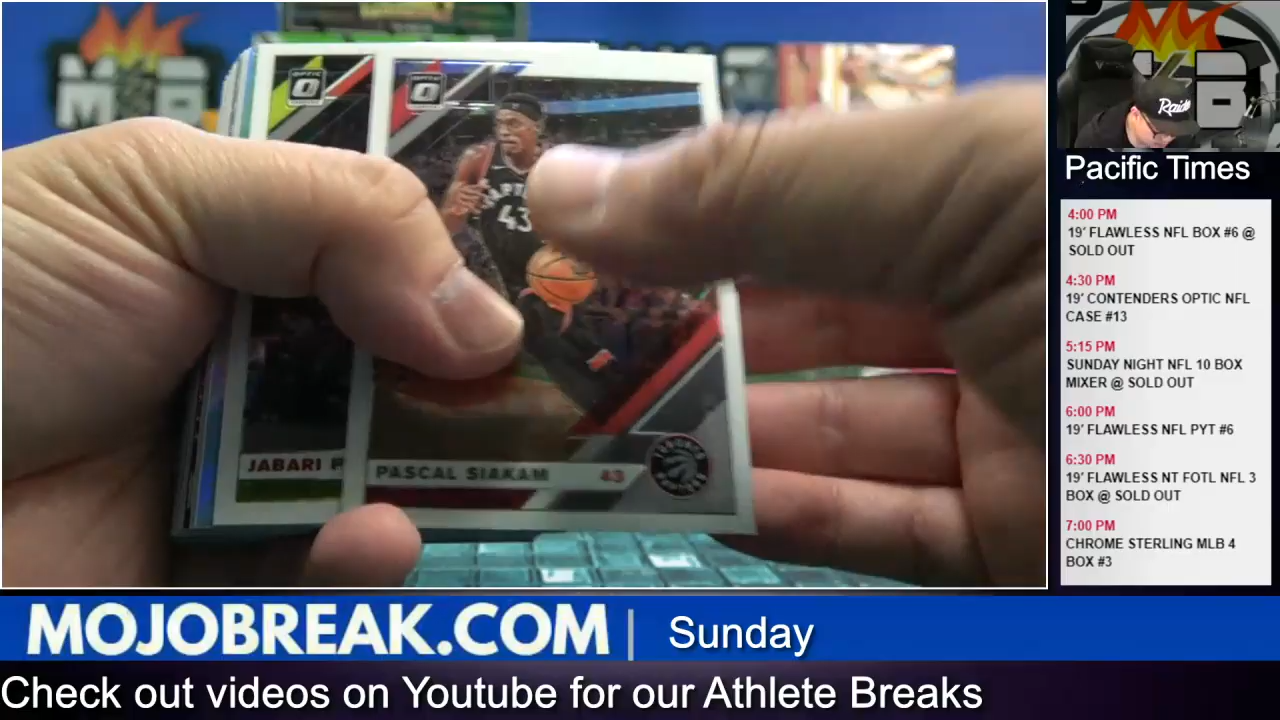 OPTIC
OPTIC
RAPTORS
43
JABARI
PASCAL SIAKAM 43
Raiders
Pacific Times
4:00 PM
19' FLAWLESS NFL BOX #6 @
SOLD OUT
4:30 PM
19' CONTENDERS OPTIC NFL
CASE #13
5:15 PM
SUNDAY NIGHT NFL 10 BOX
MIXER @ SOLD OUT
6:00 PM
19' FLAWLESS NFL PYT #6
6:30 PM
19' FLAWLESS NT FOTL NFL 3
BOX @ SOLD OUT
7:00 PM
CHROME STERLING MLB 4
BOX #3
MOJOBREAK.COM | Sunday
Check out videos on Youtube for our Athlete Breaks